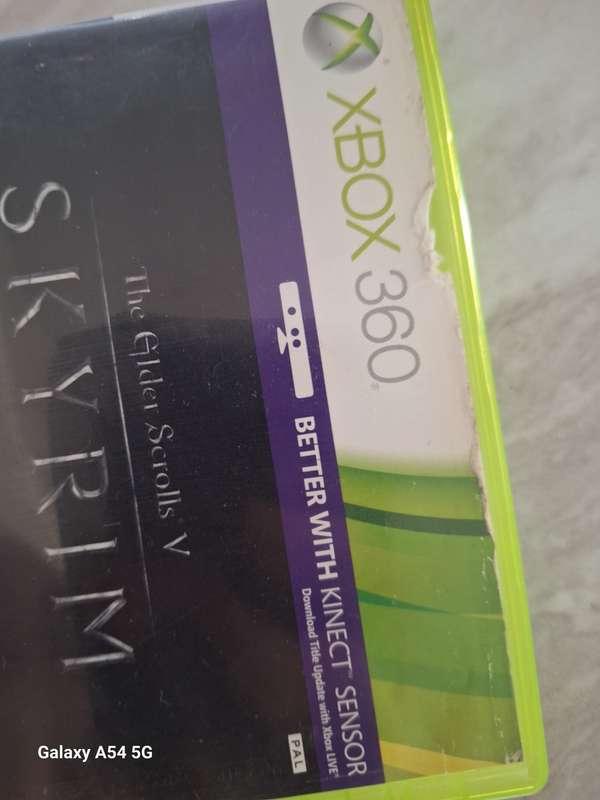 XBOX 360
BETTER WITH KINECT™ SENSOR
Download Title Update with Xbox LIVE®
PAL
The Elder Scrolls® V
SKYRIM
Galaxy A54 5G